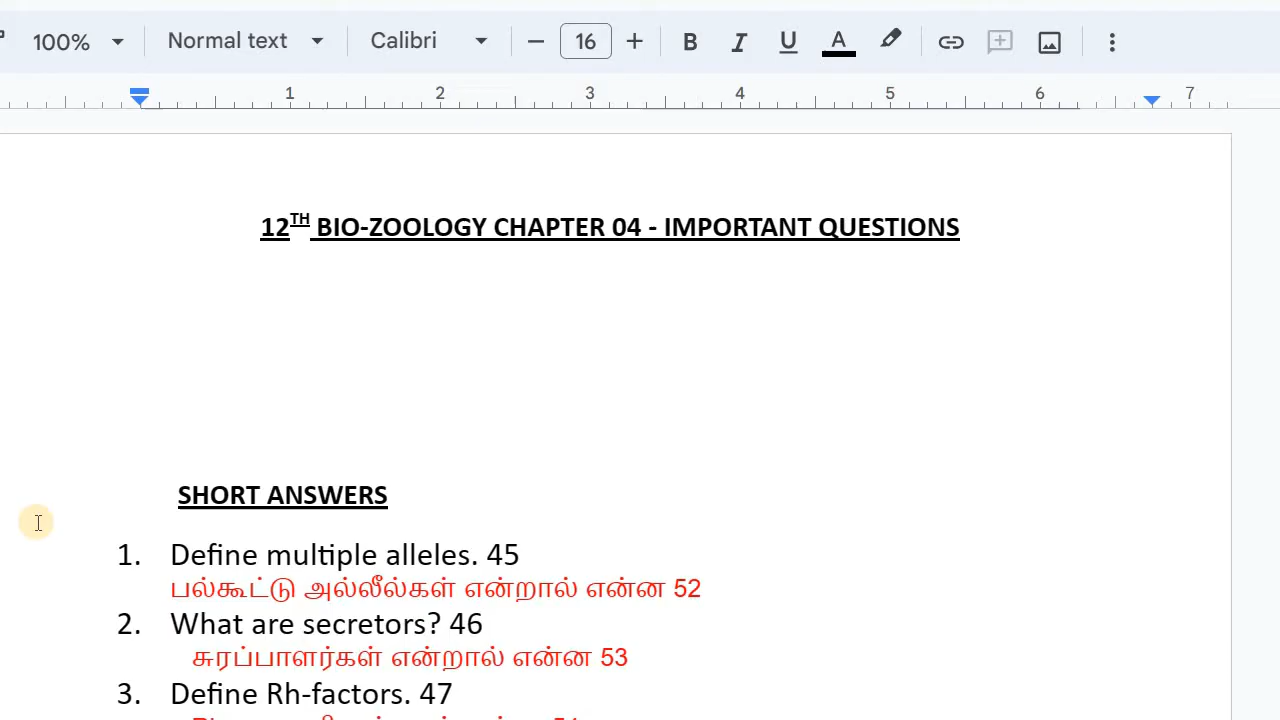 100% Normal text Calibri − 16 + B I U A
1 2 3 4 5 6 7
12TH BIO-ZOOLOGY CHAPTER 04 - IMPORTANT QUESTIONS
SHORT ANSWERS
1. Define multiple alleles. 45
பல்கூட்டு அல்லீல்கள் என்றால் என்ன 52
2. What are secretors? 46
சுரப்பாளர்கள் என்றால் என்ன 53
3. Define Rh-factors. 47